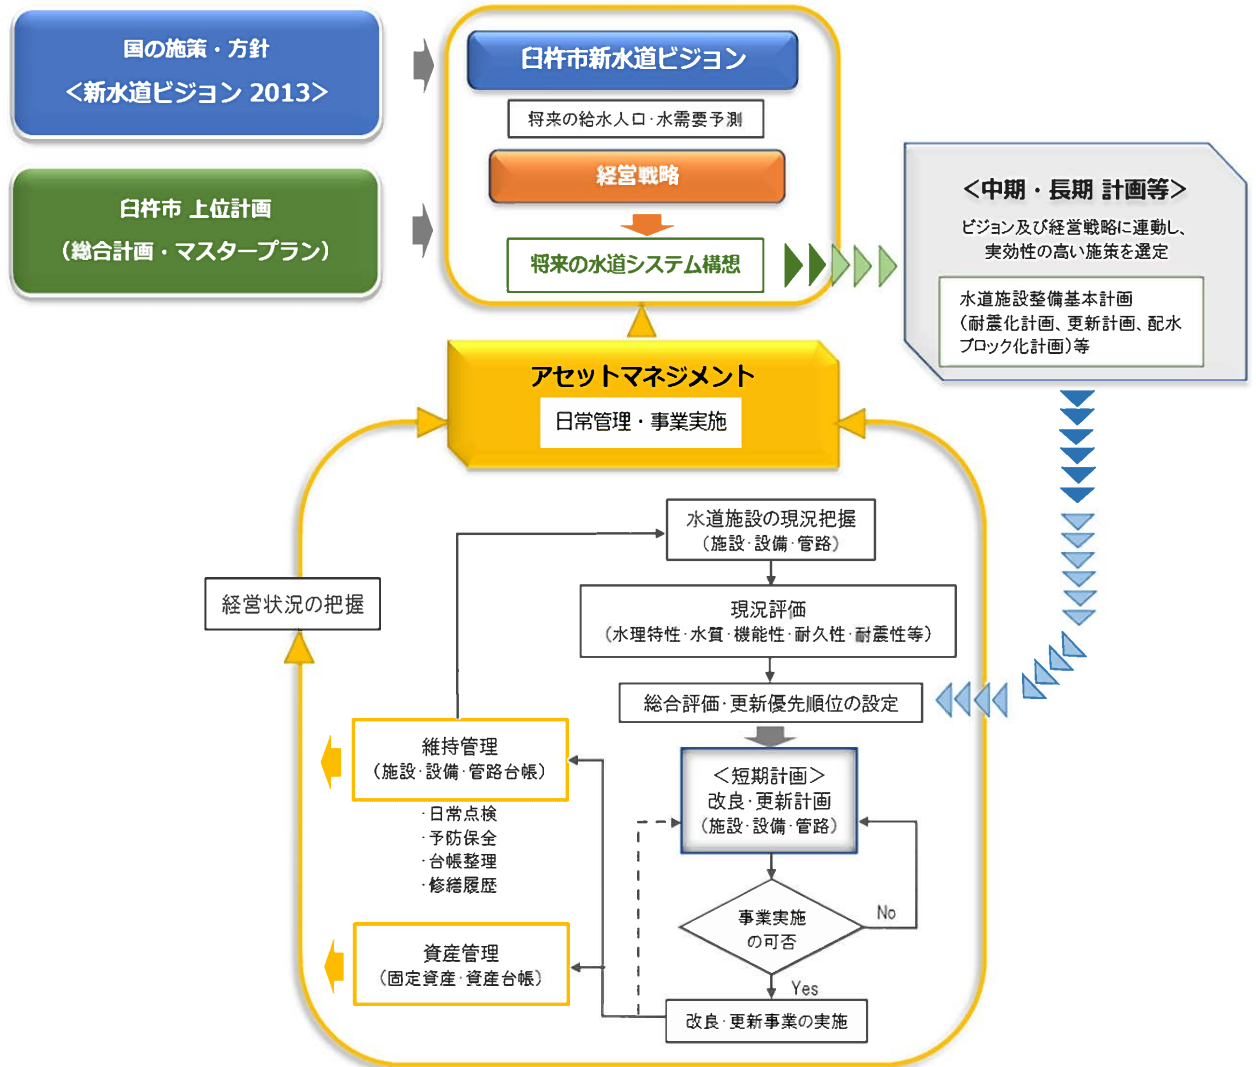 国の施策・方針
＜新水道ビジョン 2013＞
臼杵市 上位計画
（総合計画・マスタープラン）
臼杵市新水道ビジョン
将来の給水人口・水需要予測
経営戦略
将来の水道システム構想
＜中期・長期 計画等＞
ビジョン及び経営戦略に連動し、
実効性の高い施策を選定
水道施設整備基本計画
（耐震化計画、更新計画、配水
ブロック化計画）等
アセットマネジメント
日常管理・事業実施
水道施設の現況把握
（施設・設備・管路）
現況評価
（水理特性・水質・機能性・耐久性・耐震性等）
総合評価・更新優先順位の設定
経営状況の把握
維持管理
（施設・設備・管路台帳）
・日常点検
・予防保全
・台帳整理
・修繕履歴
＜短期計画＞
改良・更新計画
（施設・設備・管路）
事業実施
の可否
No
Yes
資産管理
（固定資産・資産台帳）
改良・更新事業の実施